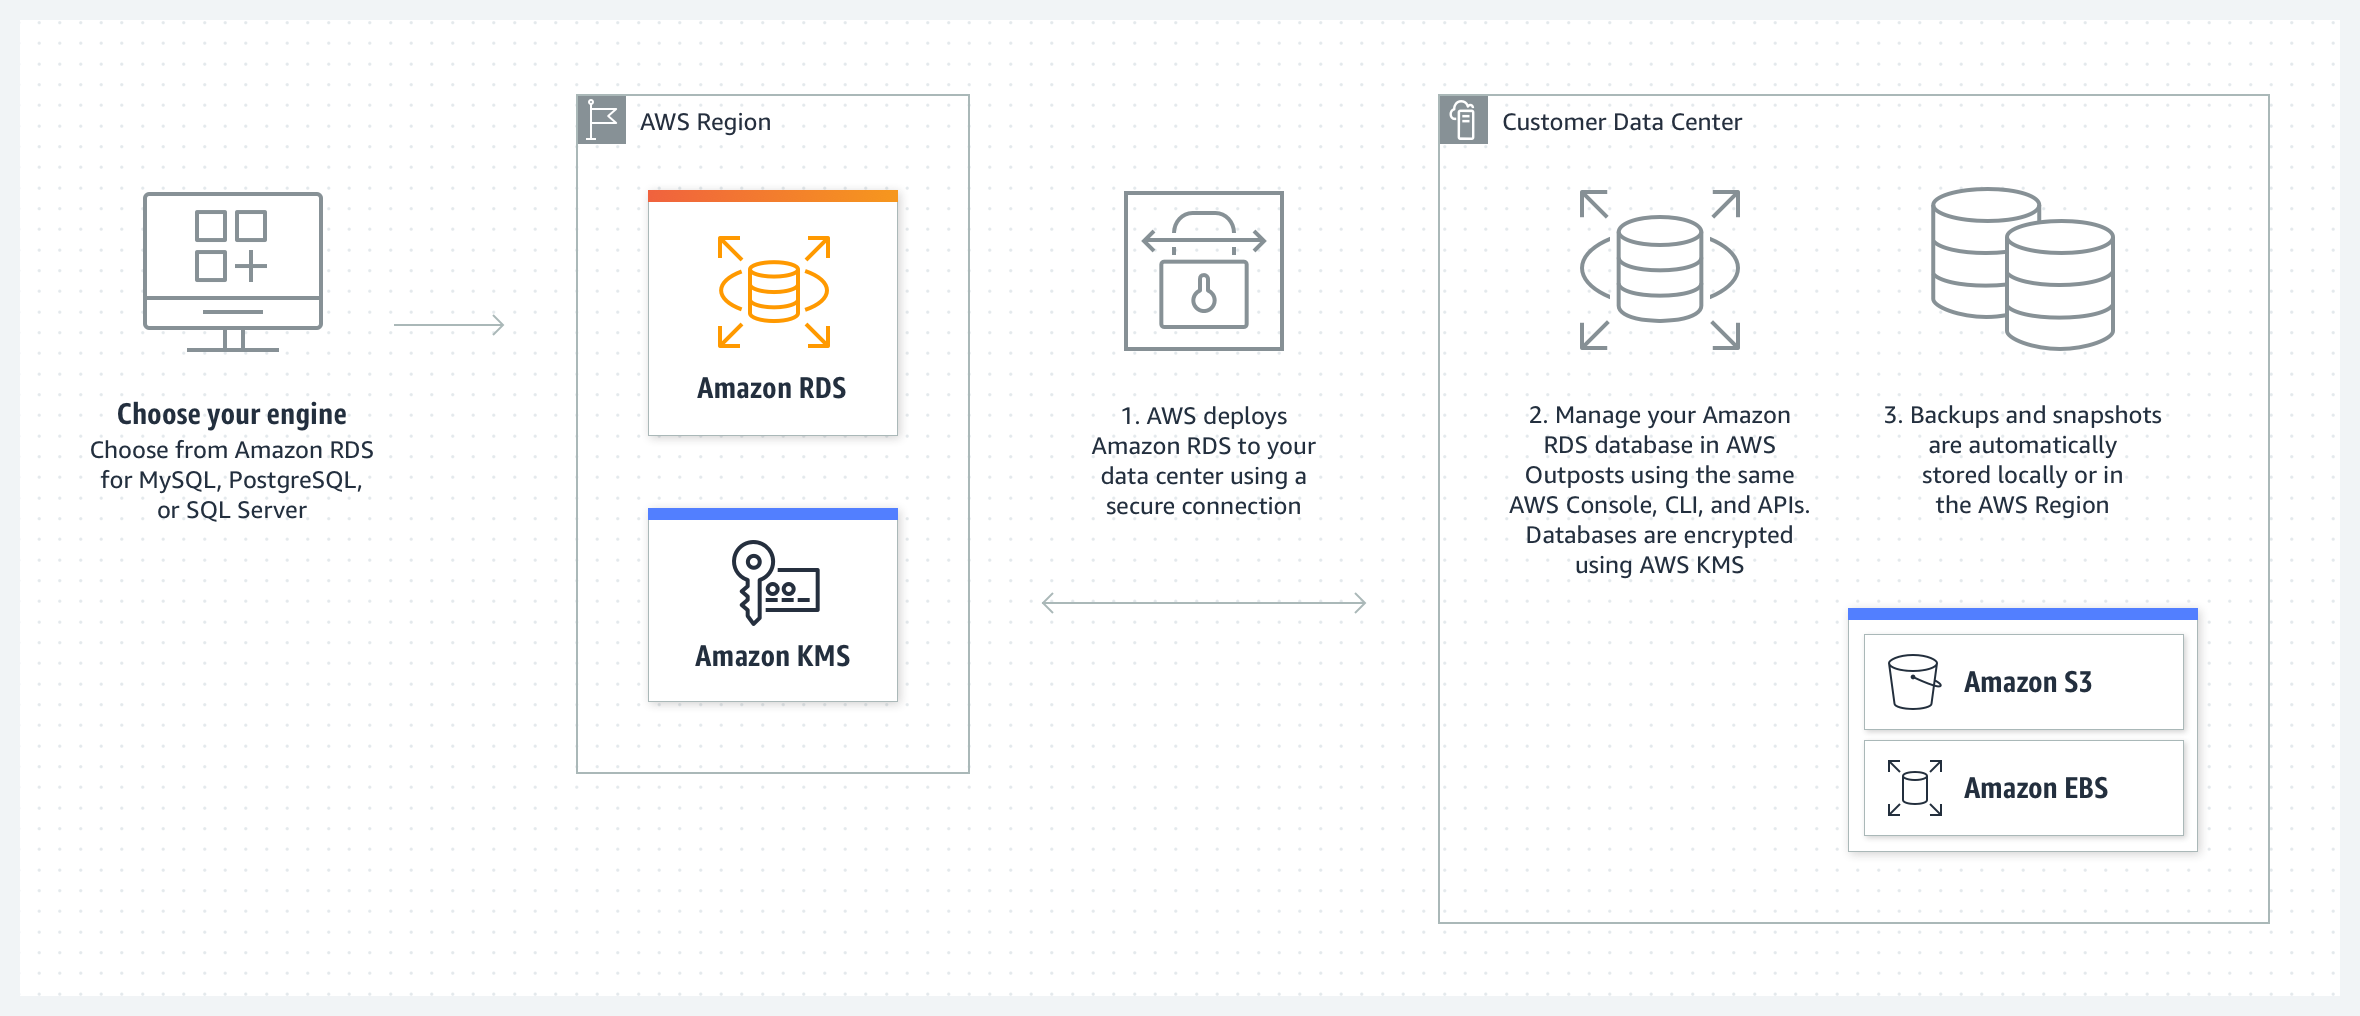 Choose your engine
Choose from Amazon RDS
for MySQL, PostgreSQL,
or SQL Server
AWS Region
Amazon RDS
Amazon KMS
1. AWS deploys
Amazon RDS to your
data center using a
secure connection
Customer Data Center
2. Manage your Amazon
RDS database in AWS
Outposts using the same
AWS Console, CLI, and APIs.
Databases are encrypted
using AWS KMS
3. Backups and snapshots
are automatically
stored locally or in
the AWS Region
Amazon S3
Amazon EBS